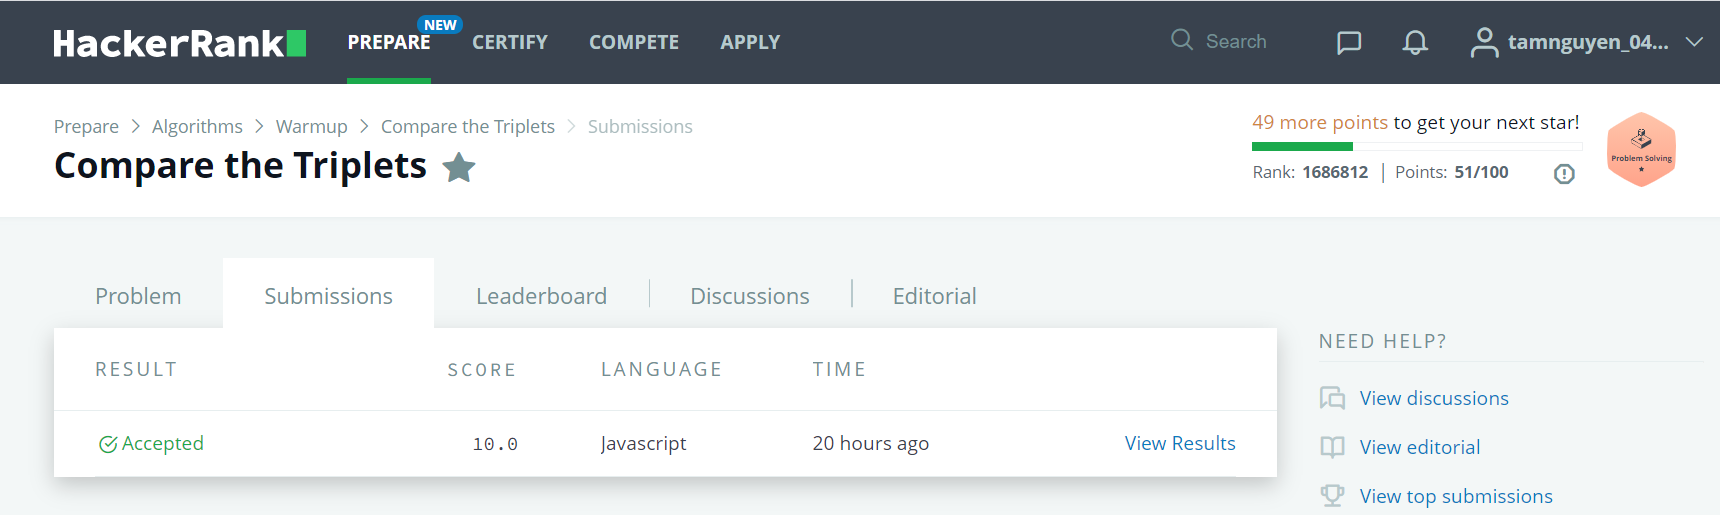 HackerRank PREPARE NEW CERTIFY COMPETE APPLY Search tamnguyen_04...
Prepare > Algorithms > Warmup > Compare the Triplets > Submissions
Compare the Triplets
49 more points to get your next star!
Rank: 1686812 | Points: 51/100
Problem Solving
Problem Submissions Leaderboard Discussions Editorial
RESULT SCORE LANGUAGE TIME
Accepted 10.0 Javascript 20 hours ago View Results
NEED HELP?
View discussions
View editorial
View top submissions